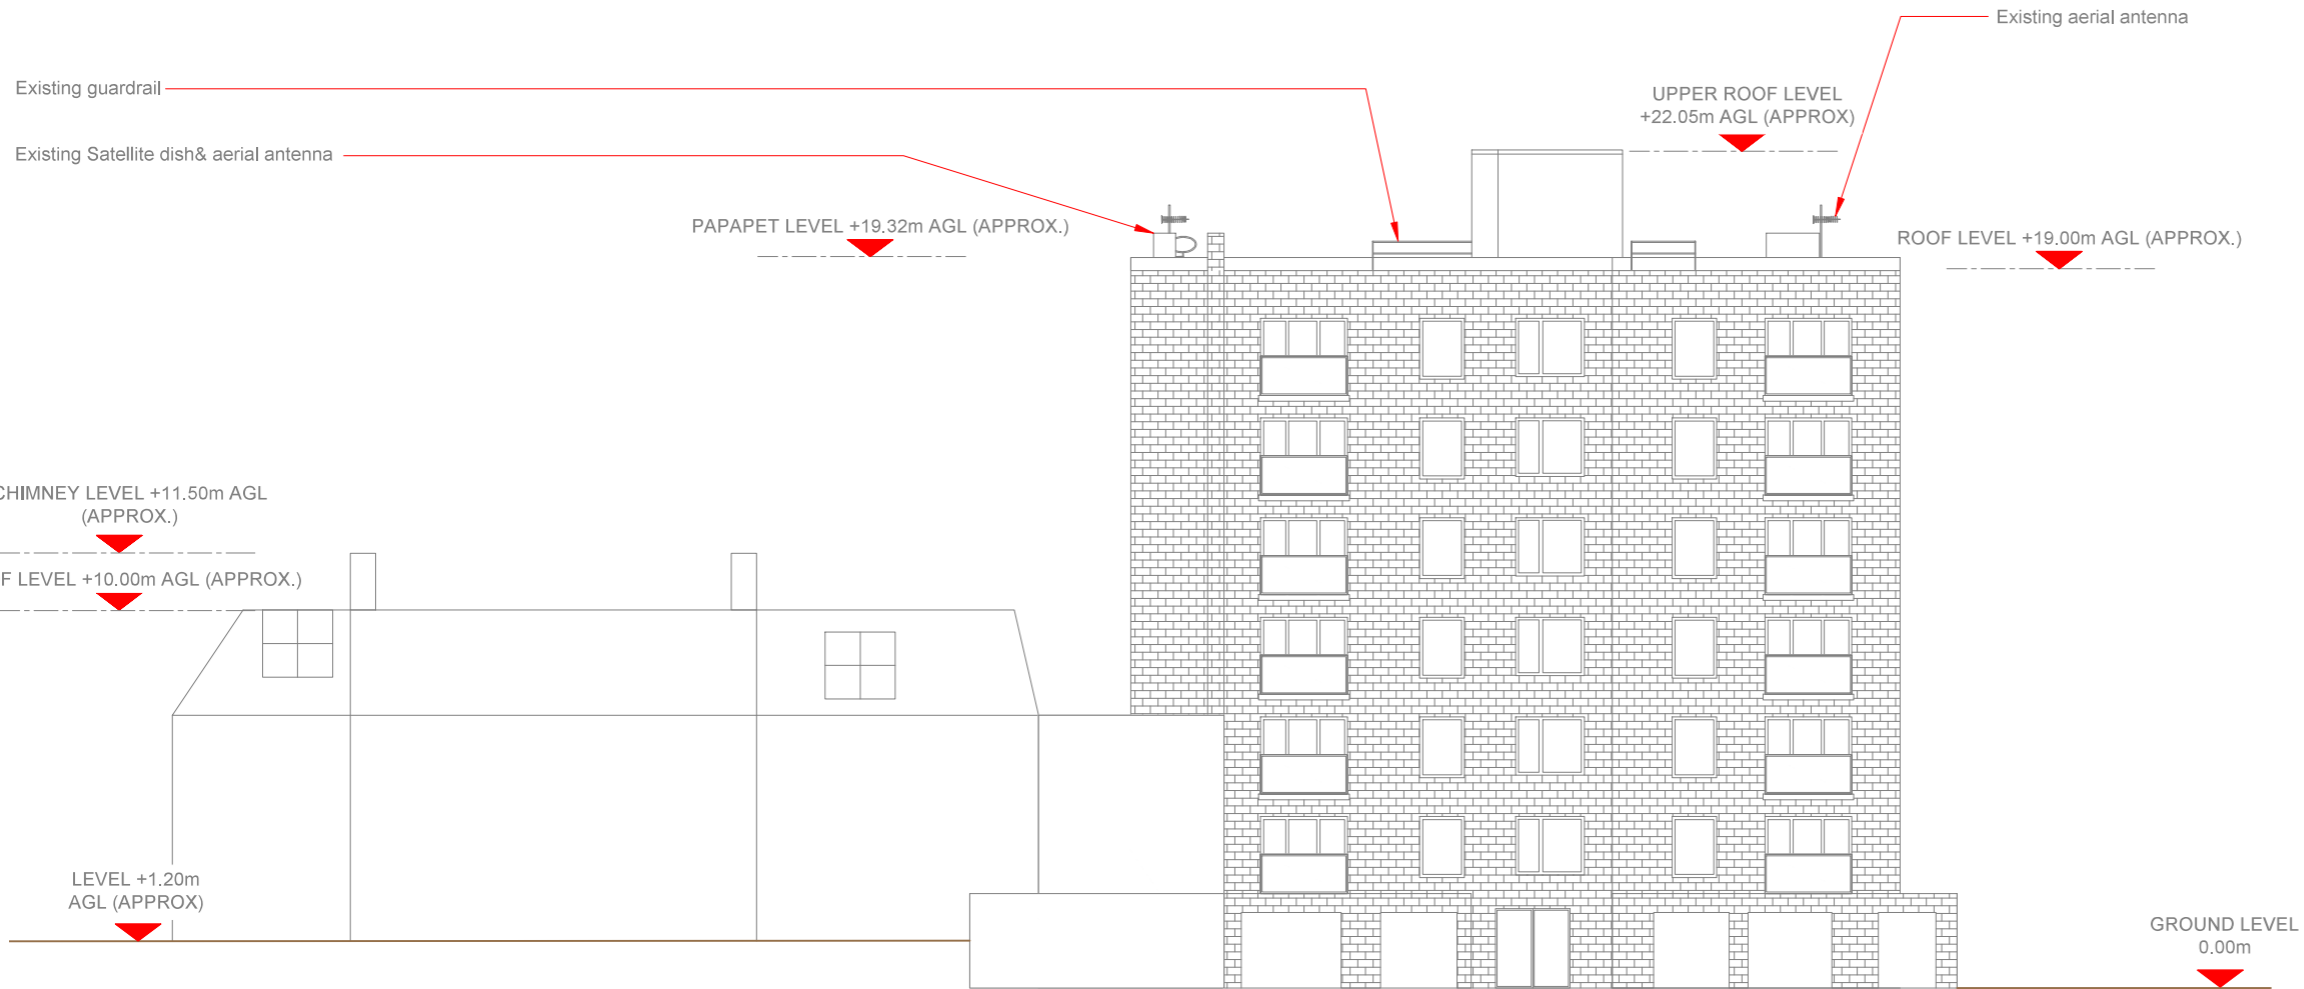 Existing aerial antenna
Existing guardrail
UPPER ROOF LEVEL
+22.05m AGL (APPROX)
Existing Satellite dish& aerial antenna
PAPAPET LEVEL +19.32m AGL (APPROX.)
ROOF LEVEL +19.00m AGL (APPROX.)
CHIMNEY LEVEL +11.50m AGL
(APPROX.)
F LEVEL +10.00m AGL (APPROX.)
LEVEL +1.20m
AGL (APPROX)
GROUND LEVEL
0.00m